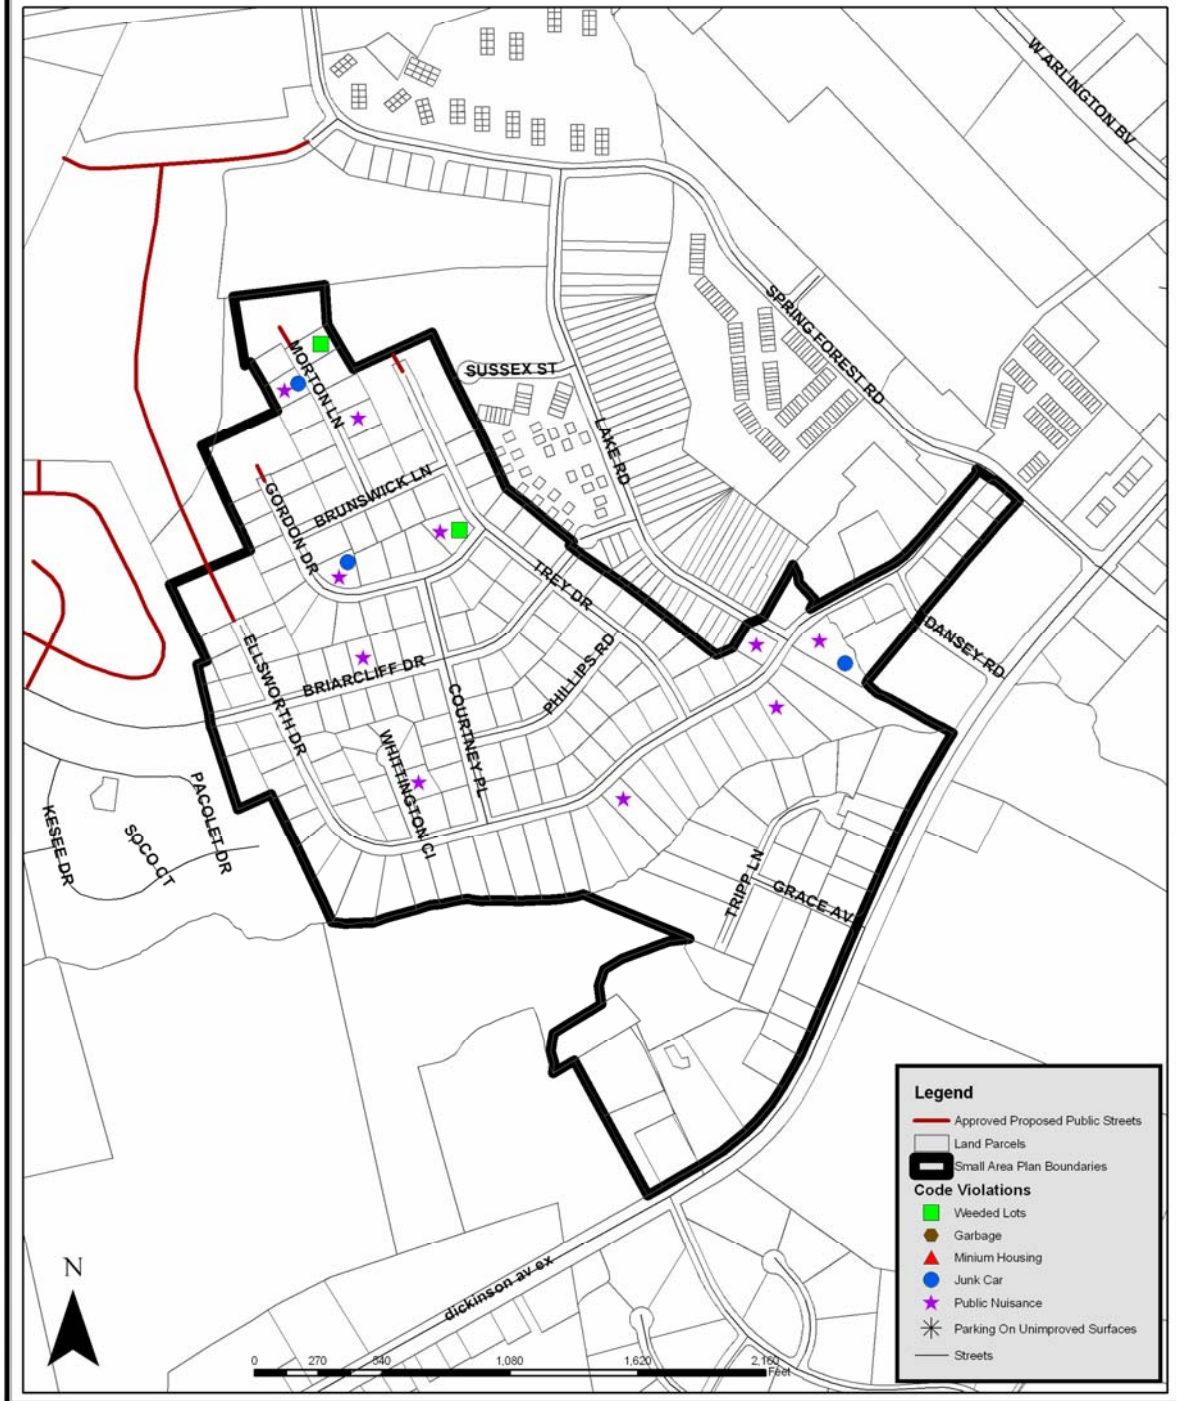 W ARLINGTON BV
SPRING FOREST RD
SUSSEX ST
MORTON LN
LAKE RD
BRUNSWICK LN
GORDON DR
TREY DR
DANSEY RD
ELLSWORTH DR
BRIARCLIFF DR
PHILLIPS RD
COURTNEY PL
WHITTINGTON CI
PACOLET DR
KESEE DR
SOCO CT
TRIPP LN
GRACE AV
dickinson av ex
N
0 270 540 1,080 1,620 2,160
Feet
Legend
Approved Proposed Public Streets
Land Parcels
Small Area Plan Boundaries
Code Violations
Weeded Lots
Garbage
Minium Housing
Junk Car
Public Nuisance
Parking On Unimproved Surfaces
Streets